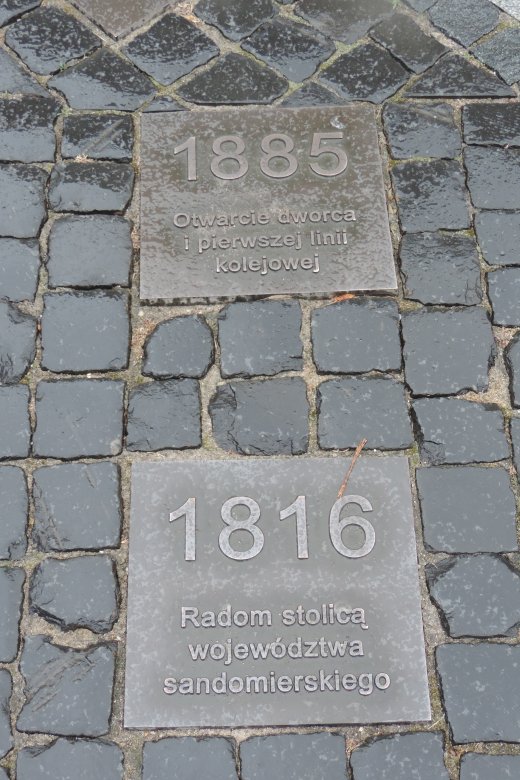 1885
Otwarcie dworca
i pierwszej linii
kolejowej
1816
Radom stolicą
województwa
sandomierskiego